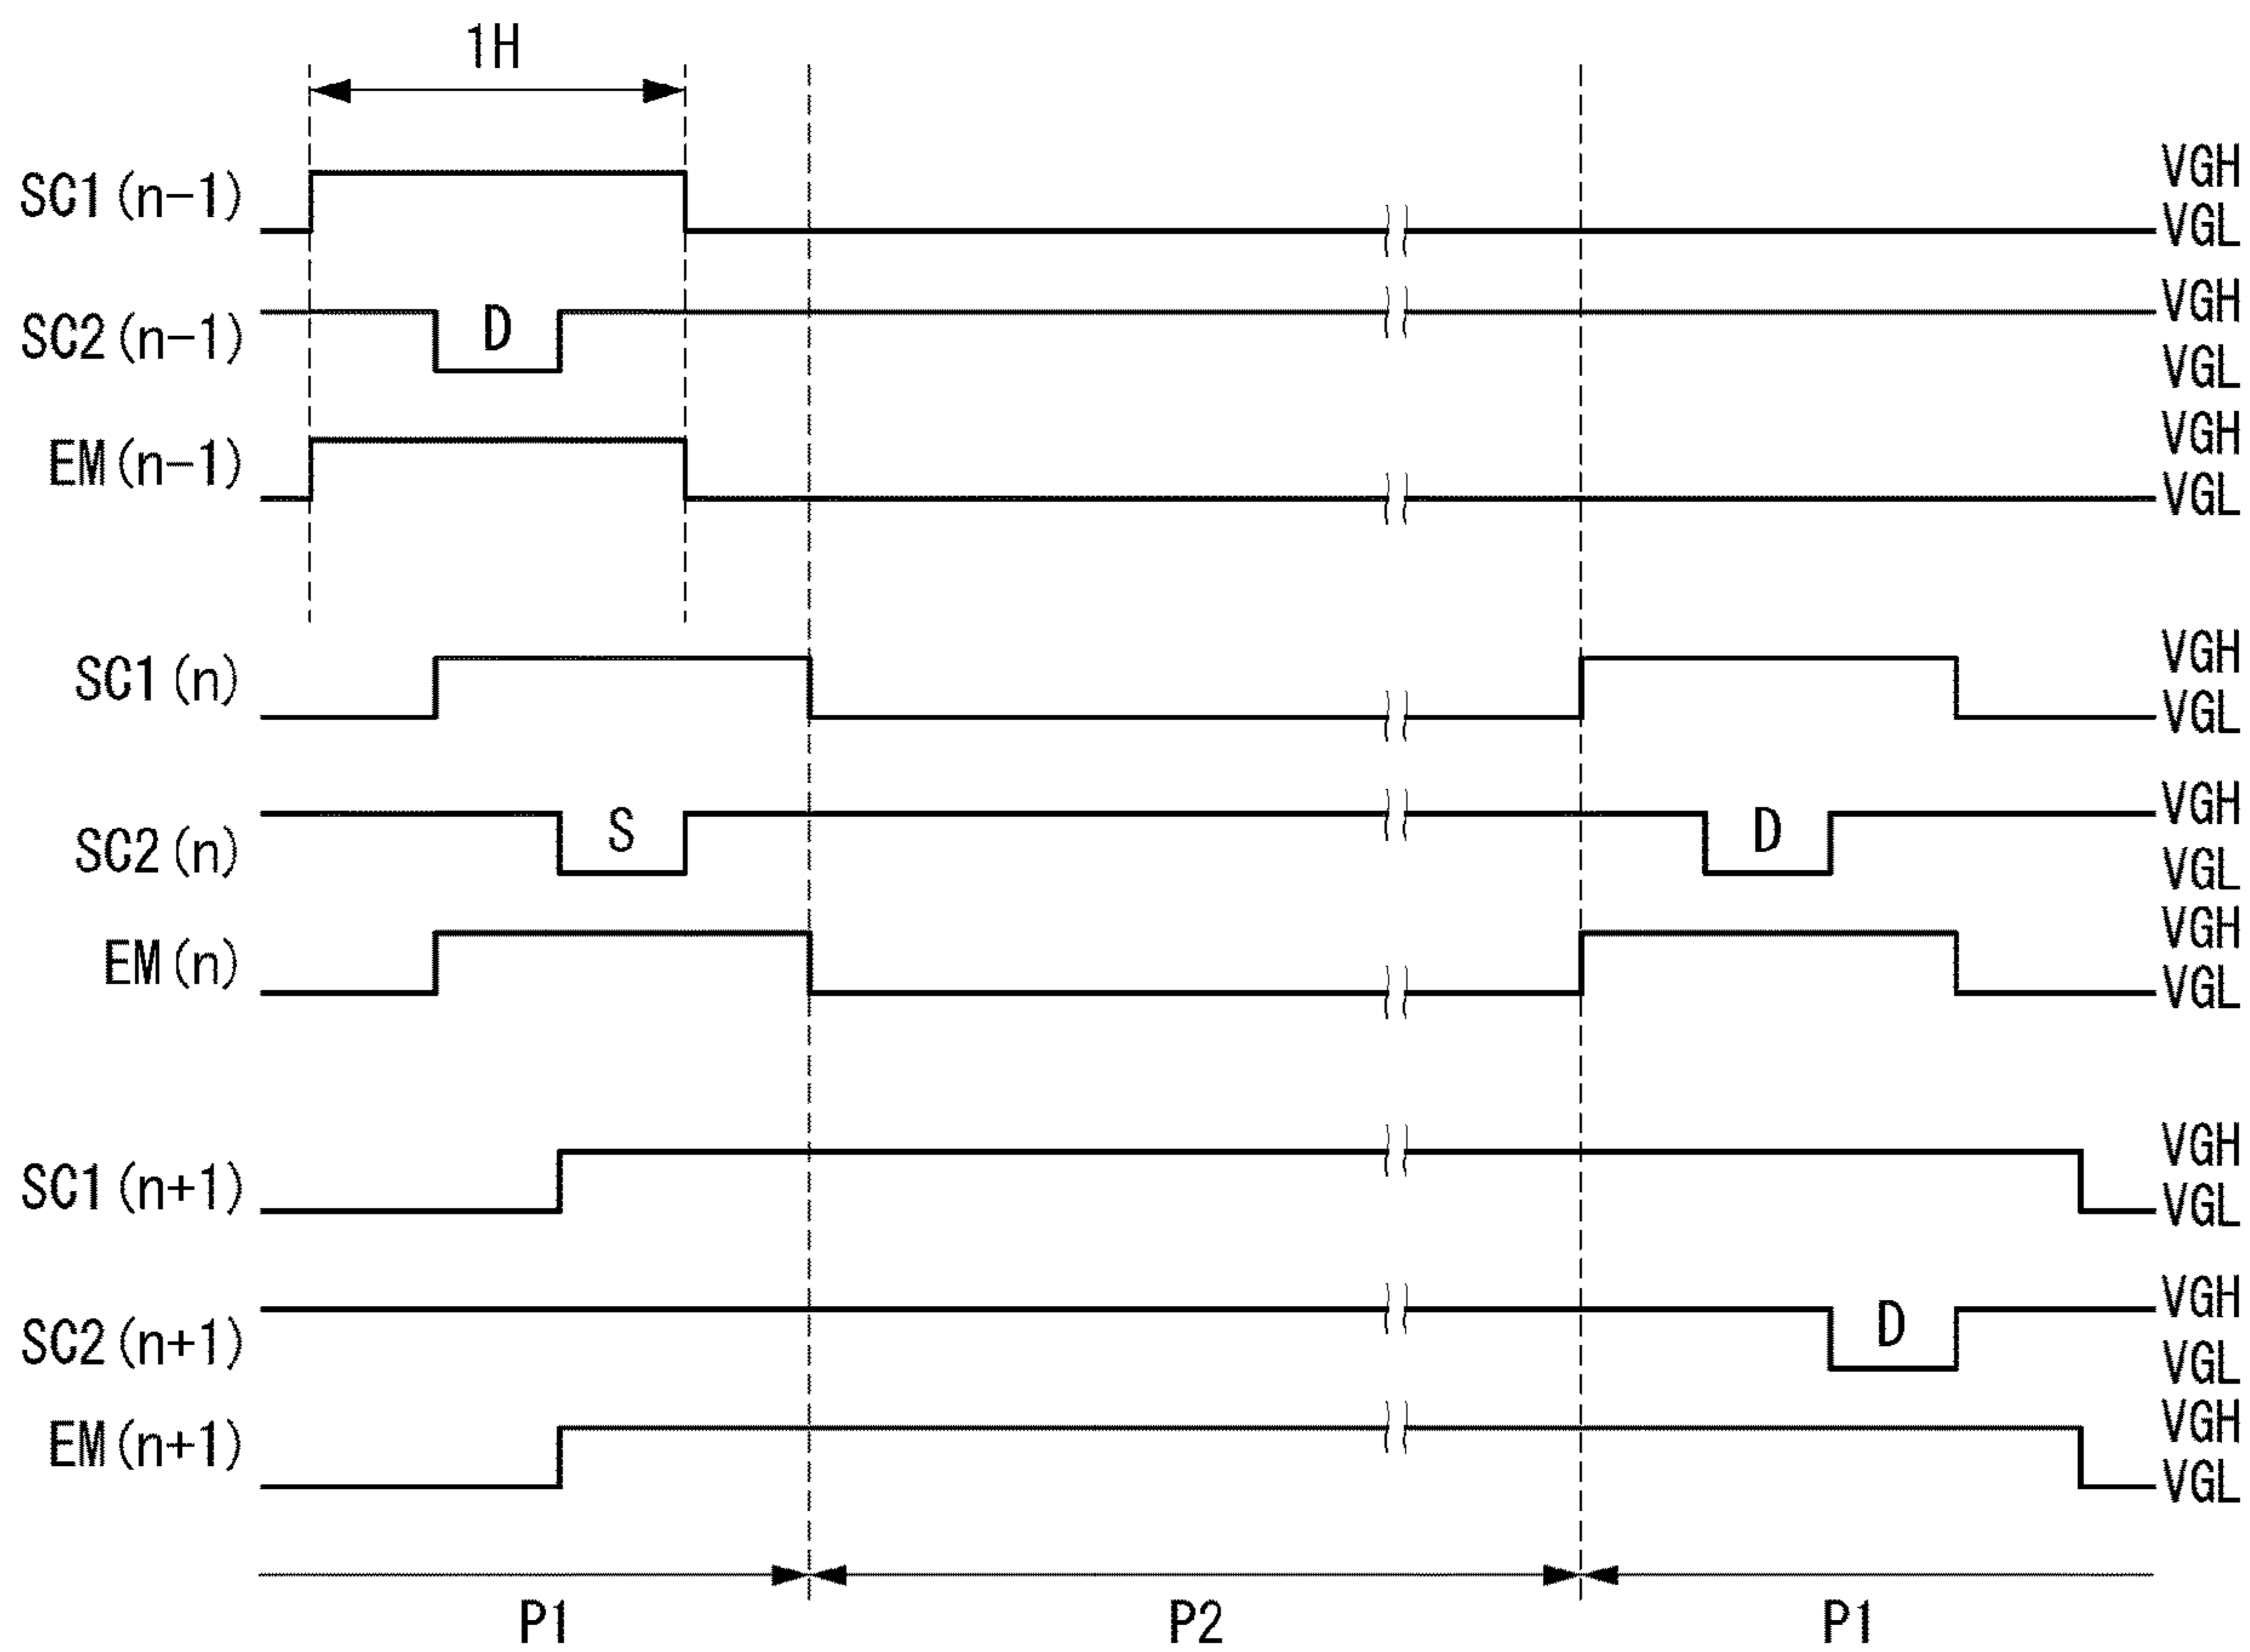 1H
SC1(n-1) VGH
VGL
SC2(n-1) D VGH
VGL
EM(n-1) VGH
VGL
SC1(n) VGH
VGL
SC2(n) S D VGH
VGL
EM(n) VGH
VGL
SC1(n+1) VGH
VGL
SC2(n+1) D VGH
VGL
EM(n+1) VGH
VGL
P1 P2 P1